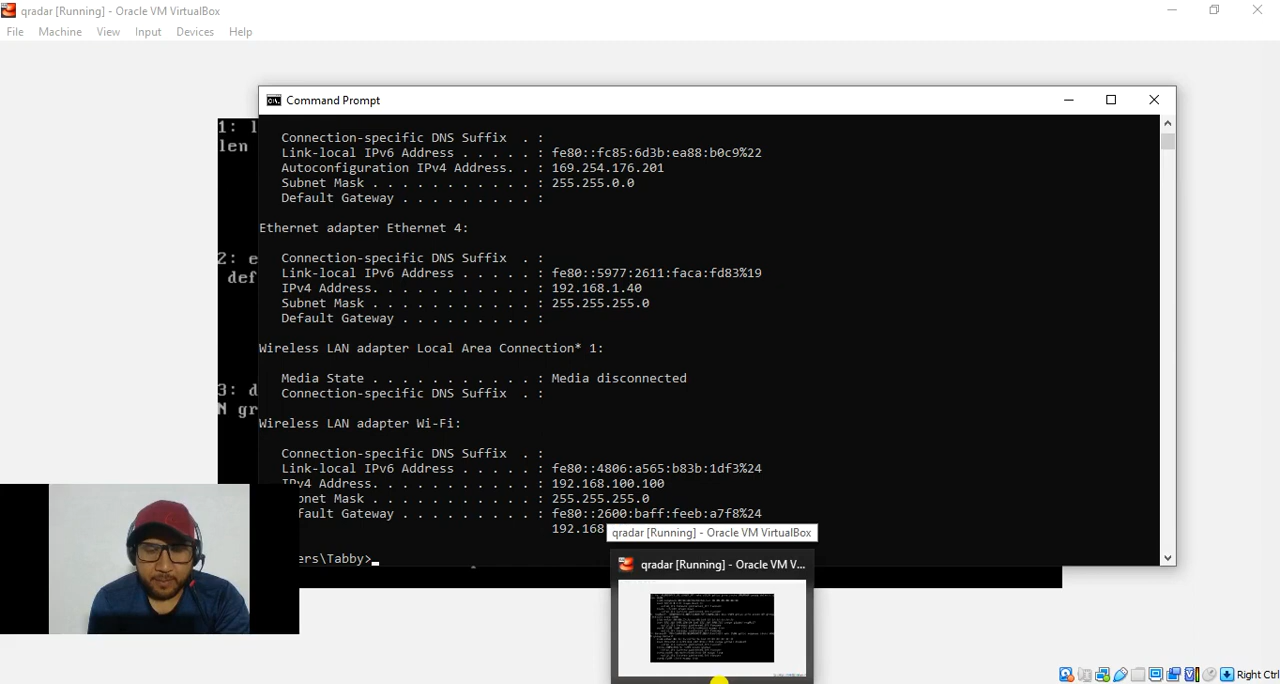 qradar [Running] - Oracle VM VirtualBox
File Machine View Input Devices Help
Command Prompt
1: l
len
2: e
def
3: d
N gr
Connection-specific DNS Suffix . :
Link-local IPv6 Address . . . . . : fe80::fc85:6d3b:ea88:b0c9%22
Autoconfiguration IPv4 Address. . : 169.254.176.201
Subnet Mask . . . . . . . . . . . : 255.255.0.0
Default Gateway . . . . . . . . . :
Ethernet adapter Ethernet 4:
Connection-specific DNS Suffix . :
Link-local IPv6 Address . . . . . : fe80::5977:2611:faca:fd83%19
IPv4 Address. . . . . . . . . . . : 192.168.1.40
Subnet Mask . . . . . . . . . . . : 255.255.255.0
Default Gateway . . . . . . . . . :
Wireless LAN adapter Local Area Connection* 1:
Media State . . . . . . . . . . . : Media disconnected
Connection-specific DNS Suffix . :
Wireless LAN adapter Wi-Fi:
Connection-specific DNS Suffix . :
Link-local IPv6 Address . . . . . : fe80::4806:a565:b83b:1df3%24
IPv4 Address. . . . . . . . . . . : 192.168.100.100
bnet Mask . . . . . . . . . . . : 255.255.255.0
fault Gateway . . . . . . . . . : fe80::2600:baff:feeb:a7f8%24
192.168
ers\Tabby>
qradar [Running] - Oracle VM VirtualBox
qradar [Running] - Oracle VM V...
Right Ctrl